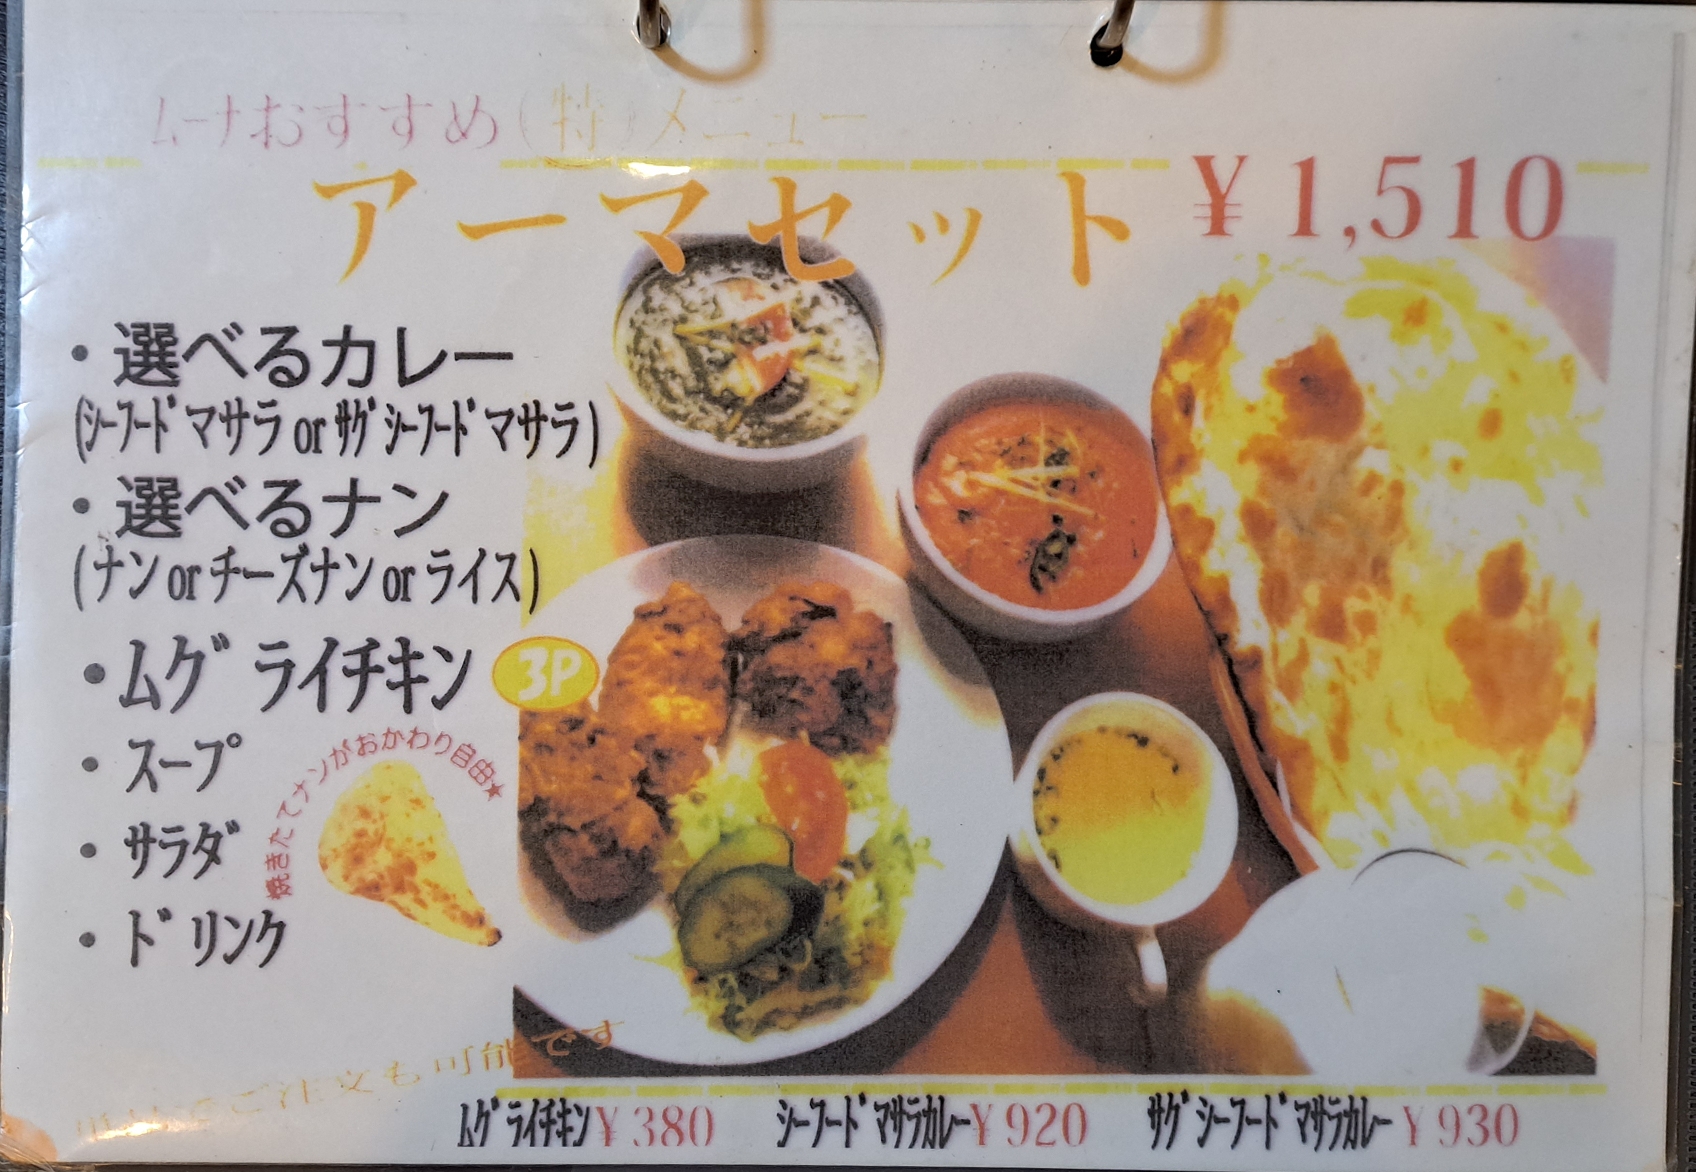 ムーナおすすめ(特)メニュー
アーマセット ¥1,510
・選べるカレー
(シーフードマサラ or サグシーフードマサラ)
・選べるナン
(ナン or チーズナン or ライス)
・ムグライチキン 3P
・スープ
焼きたてナンがおかわり自由★
・サラダ
・ドリンク
ご注文も可能です
ムグライチキン¥380 シーフードマサラカレー¥920 サグシーフードマサラカレー¥930